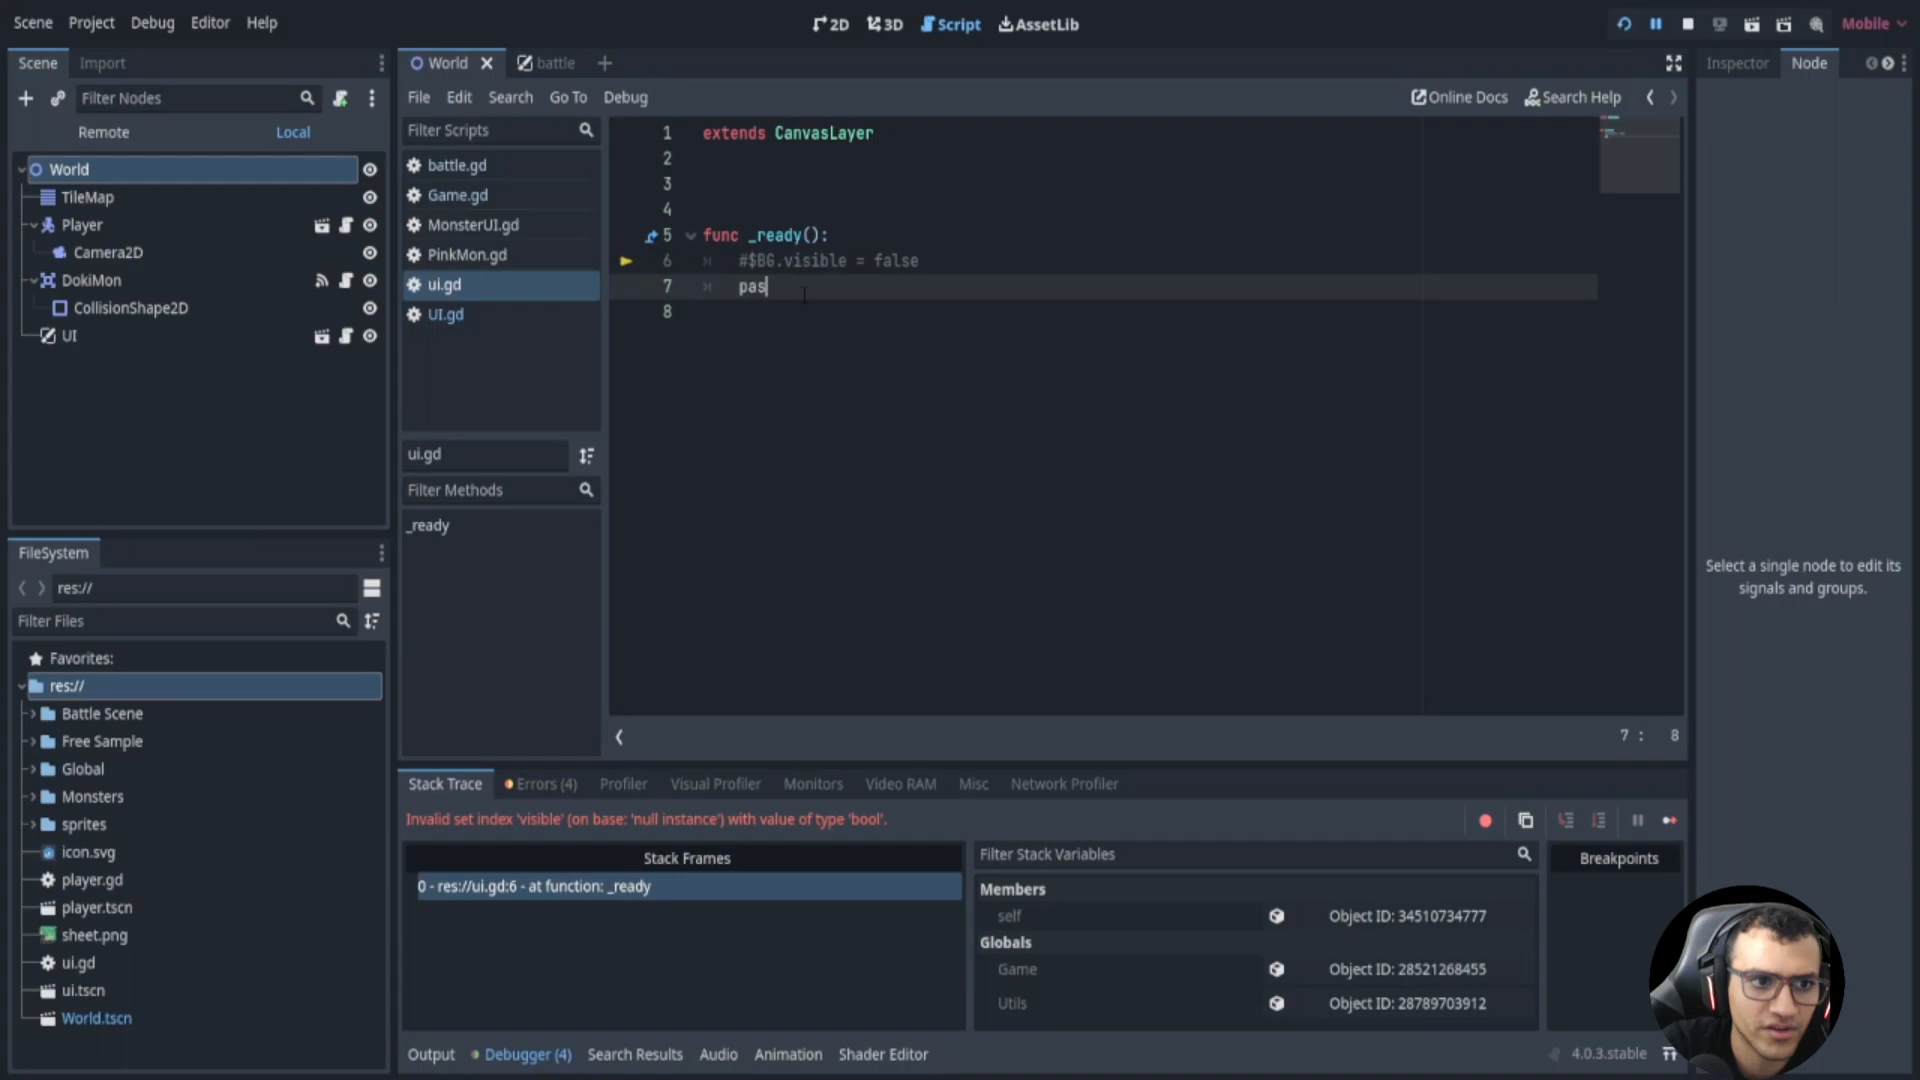 Scene Project Debug Editor Help
2D 3D Script AssetLib
Mobile
Scene Import
Filter Nodes
Remote Local
World
TileMap
Player
Camera2D
DokiMon
CollisionShape2D
UI
FileSystem
res://
Filter Files
Favorites:
res://
Battle Scene
Free Sample
Global
Monsters
sprites
icon.svg
player.gd
player.tscn
sheet.png
ui.gd
ui.tscn
World.tscn
World battle
File Edit Search Go To Debug
Online Docs Search Help
Filter Scripts
battle.gd
Game.gd
MonsterUI.gd
PinkMon.gd
ui.gd
UI.gd
ui.gd
Filter Methods
_ready
1 extends CanvasLayer
2
3
4
5 func _ready():
6 #$BG.visible = false
7 pas
8
7 : 8
Stack Trace Errors (4) Profiler Visual Profiler Monitors Video RAM Misc Network Profiler
Invalid set index 'visible' (on base: 'null instance') with value of type 'bool'.
Stack Frames
0 - res://ui.gd:6 - at function: _ready
Filter Stack Variables
Members
self Object ID: 34510734777
Globals
Game Object ID: 28521268455
Utils Object ID: 28789703912
Breakpoints
Output Debugger (4) Search Results Audio Animation Shader Editor
4.0.3.stable
Inspector Node
Select a single node to edit its
signals and groups.